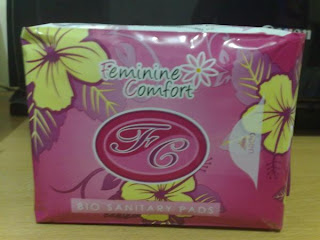 Feminine
Comfort
FC
BIO SANITARY PADS